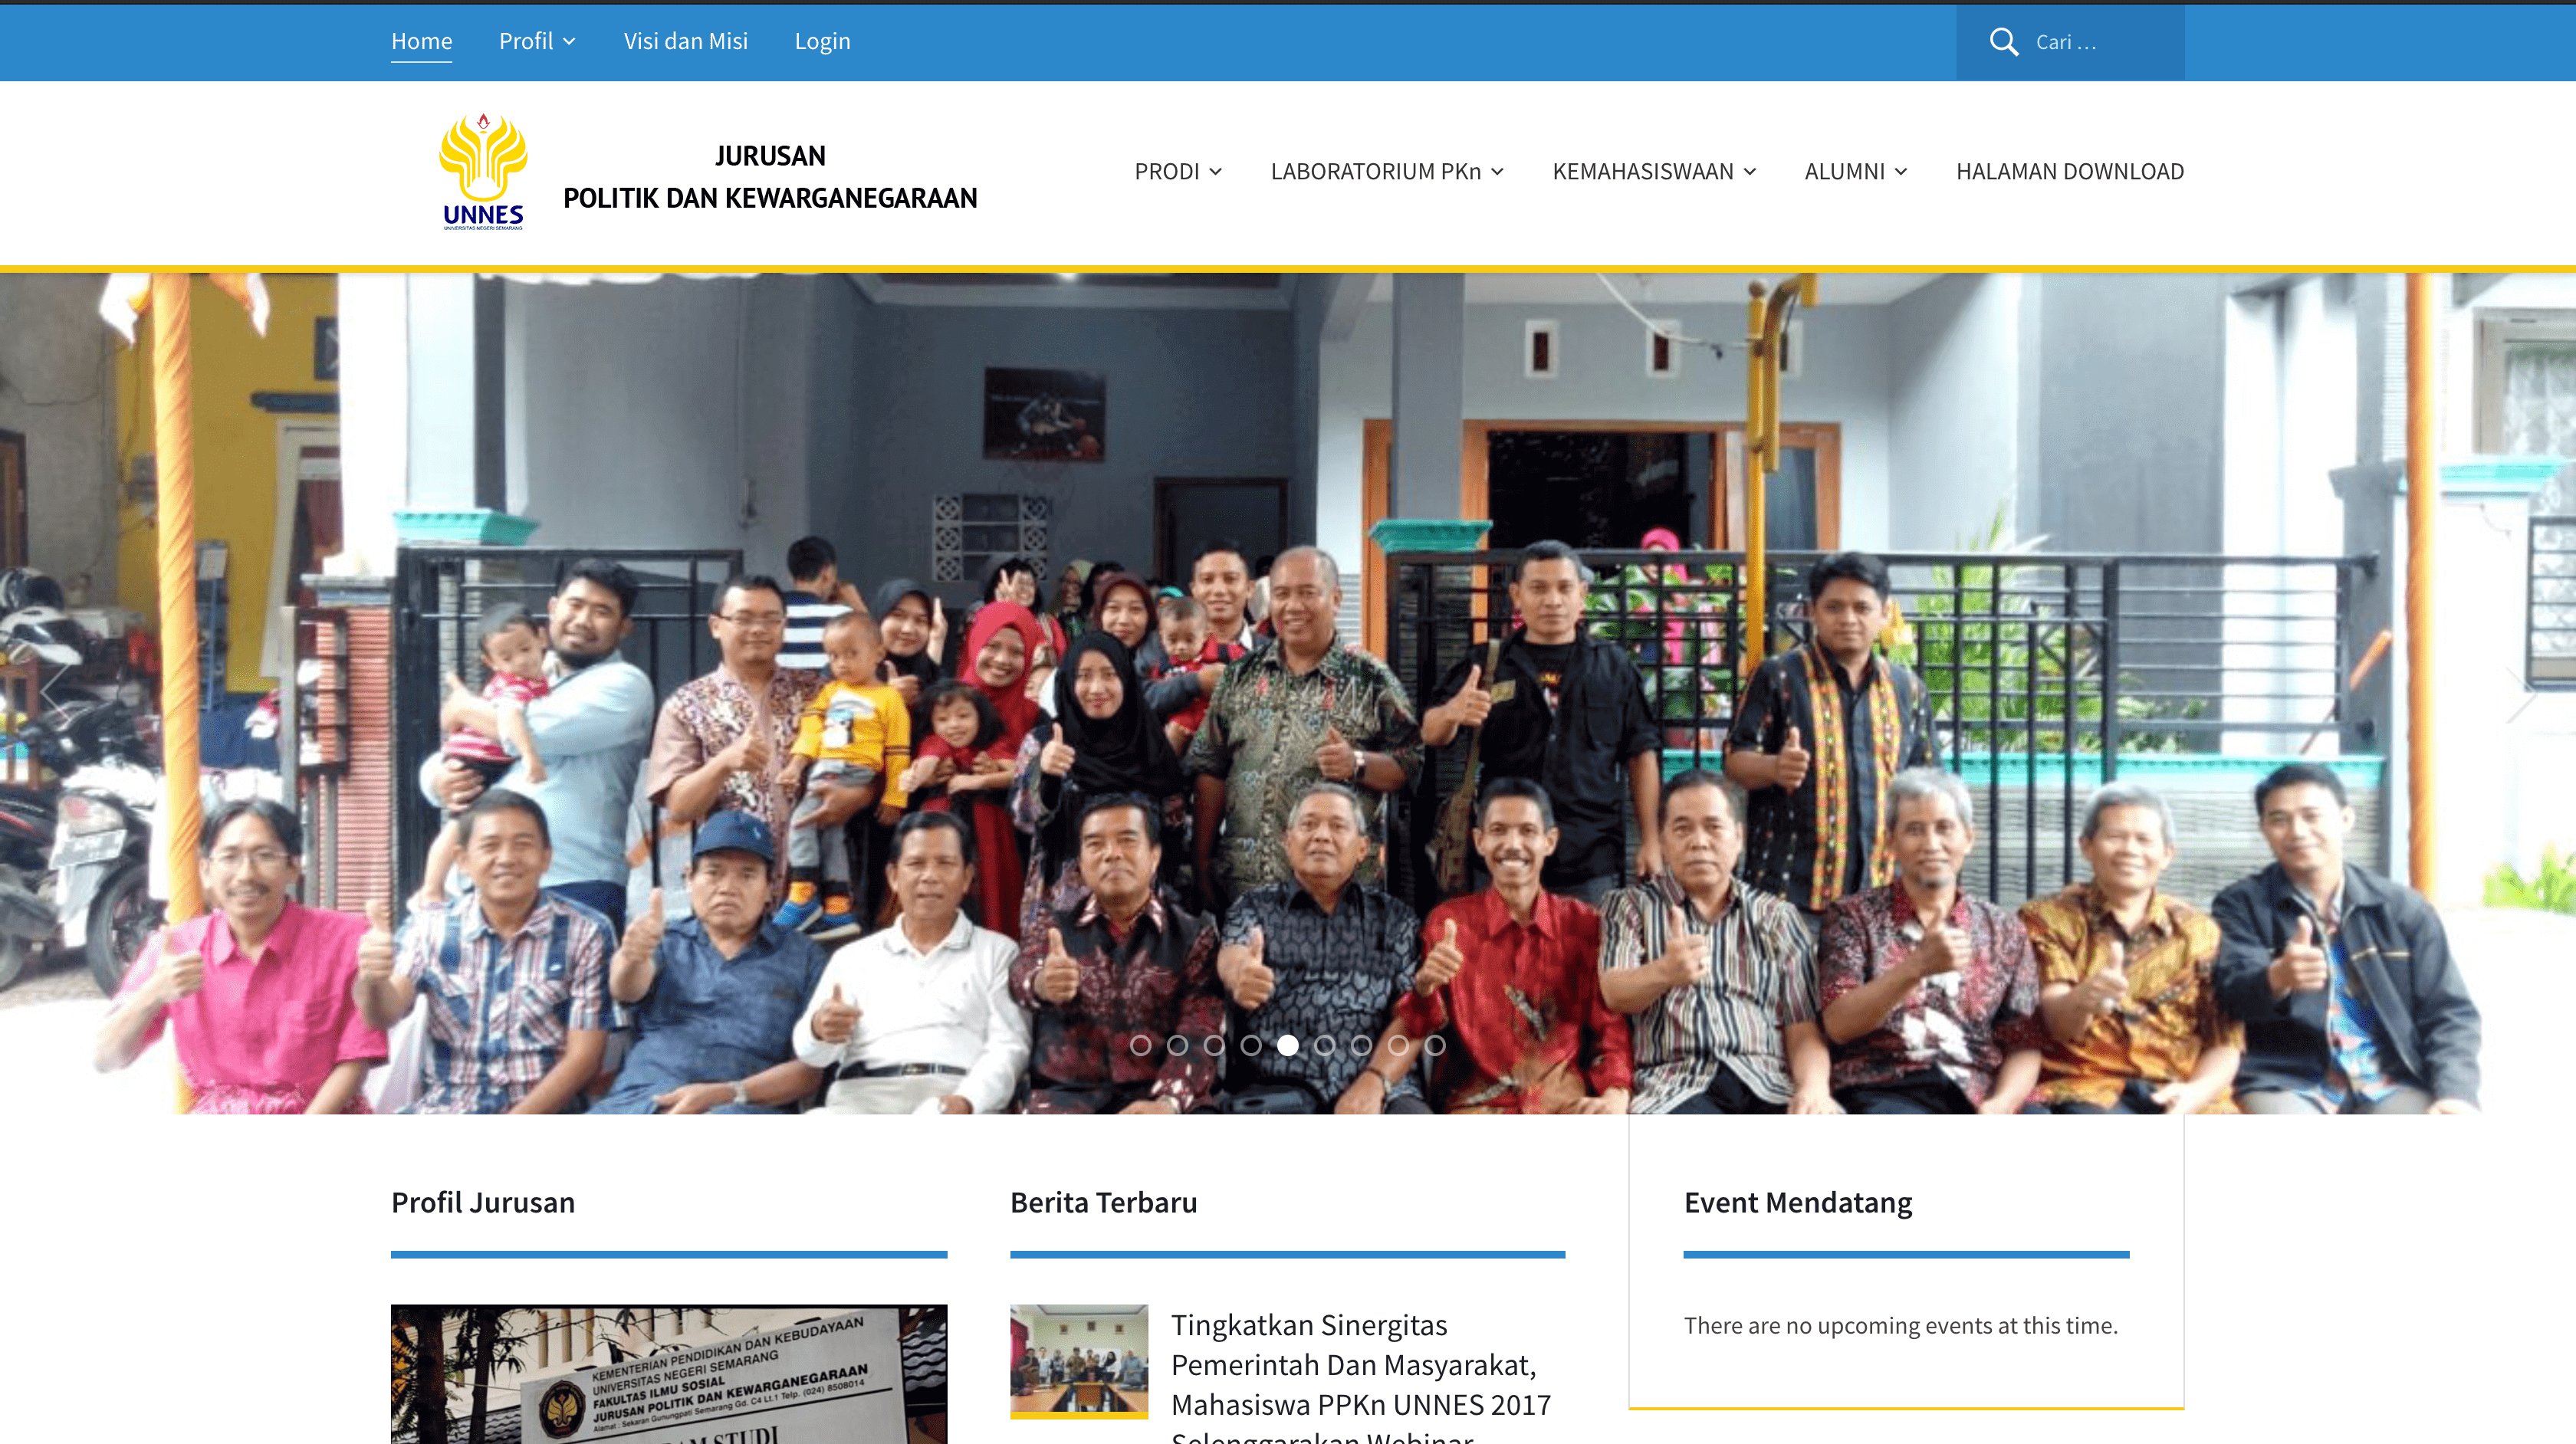 Home Profil Visi dan Misi Login Cari ...
UNNES
UNIVERSITAS NEGERI SEMARANG
JURUSAN
POLITIK DAN KEWARGANEGARAAN
PRODI LABORATORIUM PKn KEMAHASISWAAN ALUMNI HALAMAN DOWNLOAD
Profil Jurusan
KEMENTERIAN PENDIDIKAN DAN KEBUDAYAAN
UNIVERSITAS NEGERI SEMARANG
FAKULTAS ILMU SOSIAL
JURUSAN POLITIK DAN KEWARGANEGARAAN
Alamat : Sekaran Gunungpati Semarang Gd. C4 Lt.1 Telp. (024) 8508014
STUDI
Berita Terbaru
Tingkatkan Sinergitas
Pemerintah Dan Masyarakat,
Mahasiswa PPKn UNNES 2017
Selenggarakan Webinar
Event Mendatang
There are no upcoming events at this time.